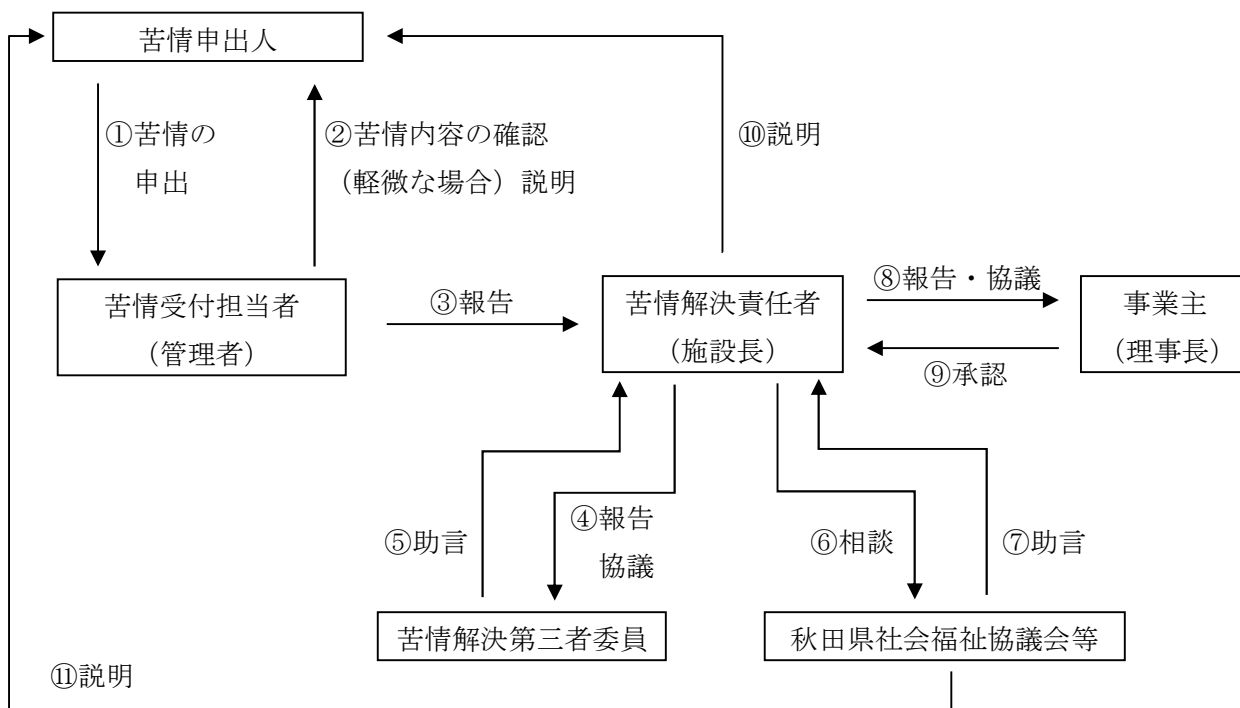 苦情申出人
①苦情の
申出
②苦情内容の確認
（軽微な場合）説明
⑩説明
苦情受付担当者
（管理者）
③報告
苦情解決責任者
（施設長）
⑧報告・協議
⑨承認
事業主
（理事長）
⑤助言
④報告
協議
⑥相談
⑦助言
苦情解決第三者委員
秋田県社会福祉協議会等
⑪説明